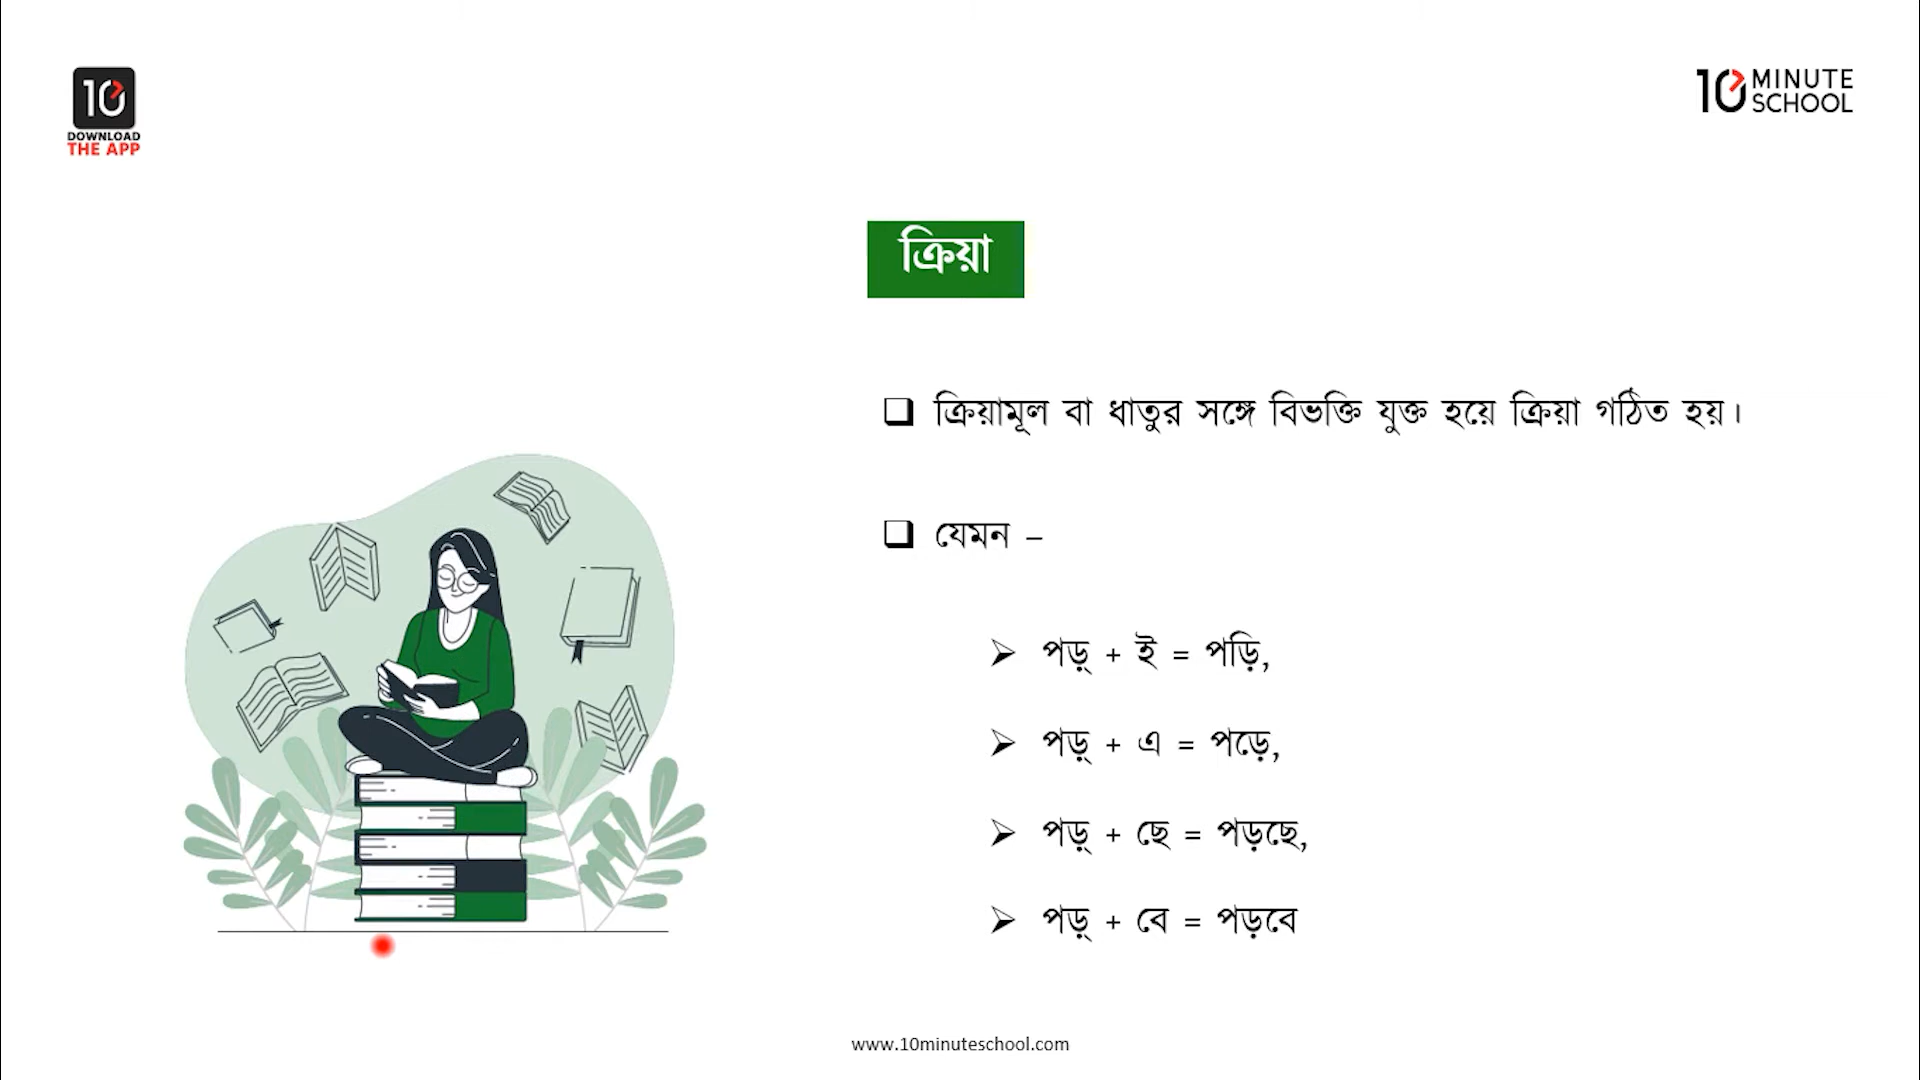 10
DOWNLOAD
THE APP
10 MINUTE
SCHOOL
ক্রিয়া
ক্রিয়ামূল বা ধাতুর সঙ্গে বিভক্তি যুক্ত হয়ে ক্রিয়া গঠিত হয়।
যেমন –
পড়্ + ই = পড়ি,
পড়্ + এ = পড়ে,
পড়্ + ছে = পড়ছে,
পড়্ + বে = পড়বে
www.10minuteschool.com